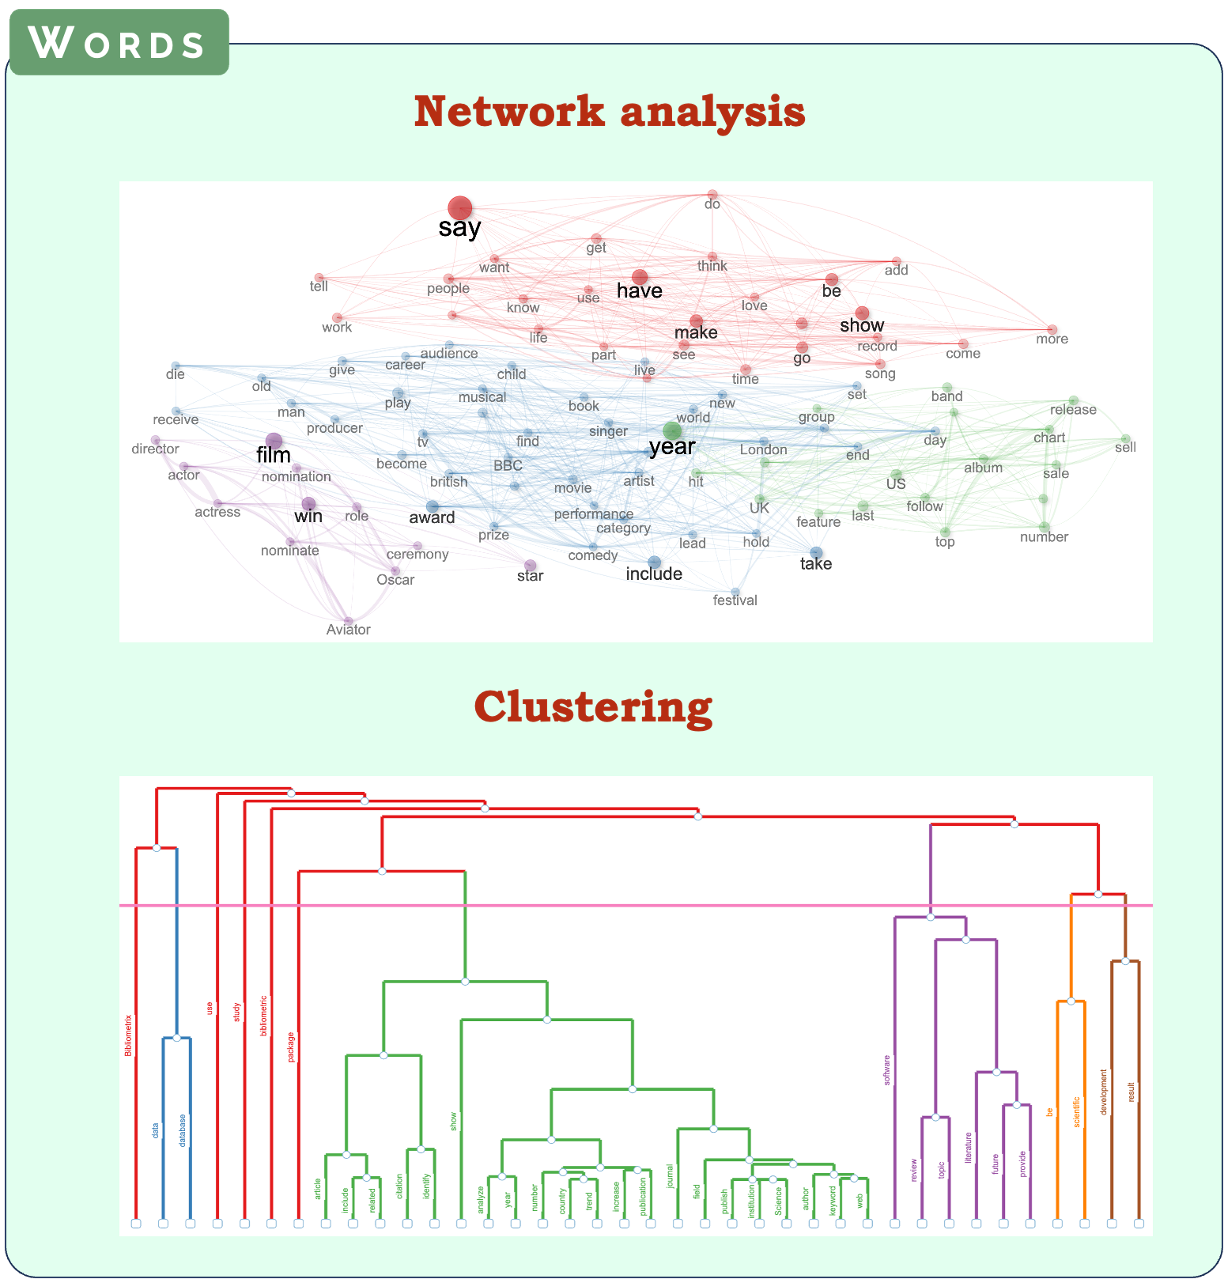 WORDS
Network analysis
say
do
get
want
think
add
tell
people
use
have
be
know
love
work
make
show
life
more
see
record
part
go
come
audience
career
give
live
time
song
die
old
child
set
play
musical
book
new
band
man
world
group
release
receive
producer
singer
chart
director
film
tv
find
year
London
end
day
sell
actor
nomination
become
BBC
british
movie
artist
hit
US
album
sale
actress
win
role
award
performance
category
UK
feature
last
follow
nominate
ceremony
prize
comedy
lead
hold
top
number
Oscar
star
include
take
festival
Aviator
Clustering
Bibliometrix
data
database
use
study
bibliometric
package
article
include
related
citation
identify
show
analyze
year
number
country
trend
increase
publication
journal
field
publish
institution
Science
author
keyword
web
software
review
topic
literature
future
provide
be
scientific
development
result